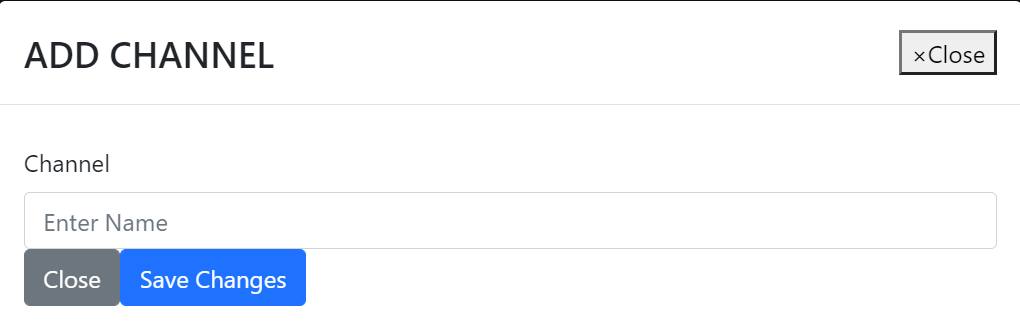 ADD CHANNEL
×Close
Channel
Enter Name
Close Save Changes